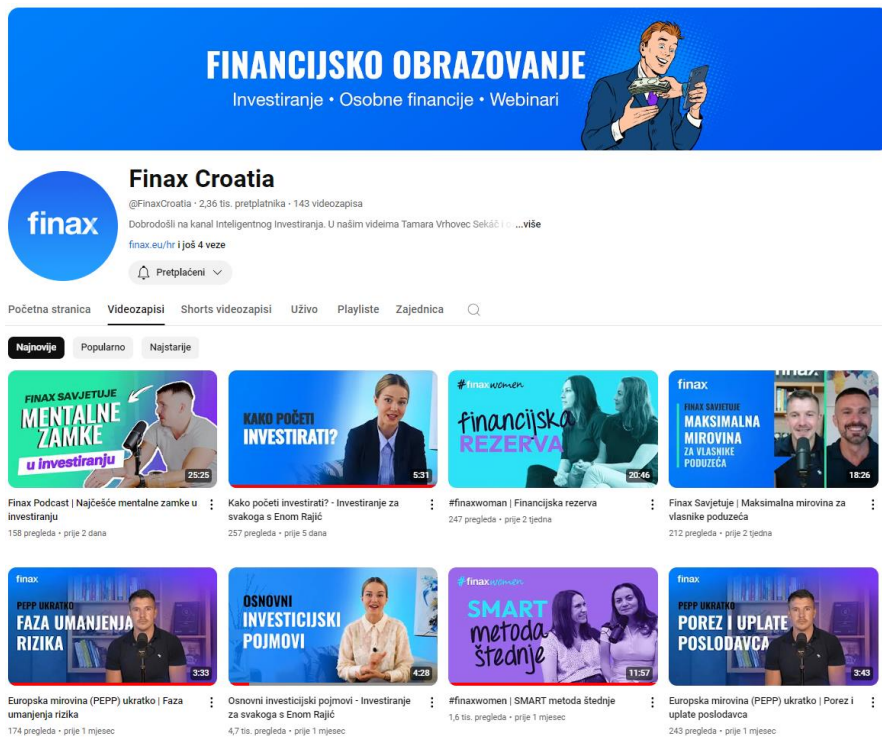 FINANCIJSKO OBRAZOVANJE
Investiranje • Osobne financije • Webinari
finax
Finax Croatia
@FinaxCroatia · 2,36 tis. pretplatnika · 143 videozapisa
Dobrodošli na kanal Inteligentnog Investiranja. U našim videima Tamara Vrhovec Sekáč i ...više
finax.eu/hr i još 4 veze
Pretplaćeni
Početna stranica Videozapisi Shorts videozapisi Uživo Playliste Zajednica
Najnovije Popularno Najstarije
FINAX SAVJETUJE
MENTALNE
ZAMKE
u investiranju
25:25
Finax Podcast | Najčešće mentalne zamke u
investiranju
158 pregleda • prije 2 dana
KAKO POČETI
INVESTIRATI?
5:31
Kako početi investirati? - Investiranje za
svakoga s Enom Rajić
257 pregleda • prije 5 dana
#finaxwomen
financijska
REZERVA
20:46
#finaxwoman | Financijska rezerva
247 pregleda • prije 2 tjedna
finax
FINAX SAVJETUJE
MAKSIMALNA
MIROVINA
ZA VLASNIKE
PODUZEĆA
18:26
Finax Savjetuje | Maksimalna mirovina za
vlasnike poduzeća
212 pregleda • prije 2 tjedna
finax
PEPP UKRATKO
FAZA UMANJENJA
RIZIKA
3:33
Europska mirovina (PEPP) ukratko | Faza
umanjenja rizika
174 pregleda • prije 1 mjesec
OSNOVNI
INVESTICIJSKI
POJMOVI
4:28
Osnovni investicijski pojmovi - Investiranje
za svakoga s Enom Rajić
4,7 tis. pregleda • prije 1 mjesec
#finaxwomen
SMART
metoda
štednje
11:57
#finaxwomen | SMART metoda štednje
1,6 tis. pregleda • prije 1 mjesec
finax
PEPP UKRATKO
POREZ I UPLATE
POSLODAVCA
3:43
Europska mirovina (PEPP) ukratko | Porez i
uplate poslodavca
243 pregleda • prije 1 mjesec